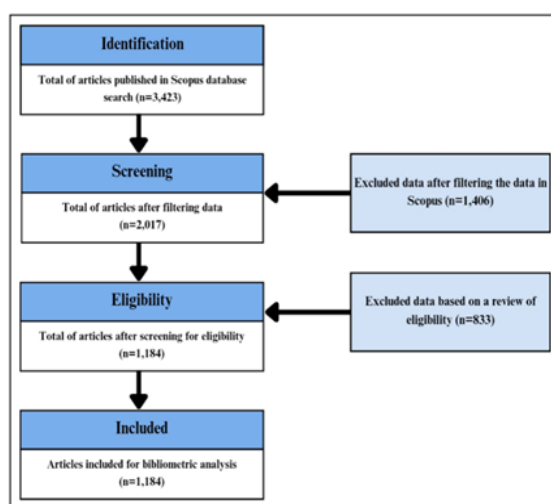 Identification
Total of articles published in Scopus database
search (n=3,423)
Screening
Total of articles after filtering data
(n=2,017)
Excluded data after filtering the data in
Scopus (n=1,406)
Eligibility
Total of articles after screening for eligibility
(n=1,184)
Excluded data based on a review of
eligibility (n=833)
Included
Articles included for bibliometric analysis
(n=1,184)